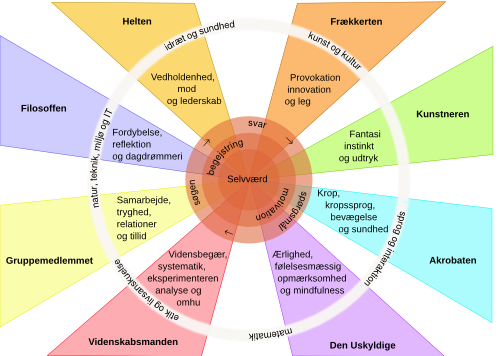 Helten
idræt og sundhed
Vedholdenhed,
mod
og lederskab
Frækkerten
kunst og kultur
Provokation
innovation
og leg
Filosoffen
natur, teknik, miljø og IT
Fordybelse,
reflektion
og dagdrømmeri
Kunstneren
Fantasi
instinkt
og udtryk
svar
begejstring
Selvværd
søgen
motivation
spørgsmål
Samarbejde,
tryghed,
relationer
og tillid
Gruppemedlemmet
Krop,
kropssprog,
bevægelse
og sundhed
sprog og interaktion
Akrobaten
Vidensbegær,
systematik,
eksperimenteren
analyse og
omhu
etik og livsanskuelse
Videnskabsmanden
Ærlighed,
følelsesmæssig
opmærksomhed
og mindfulness
matematik
Den Uskyldige